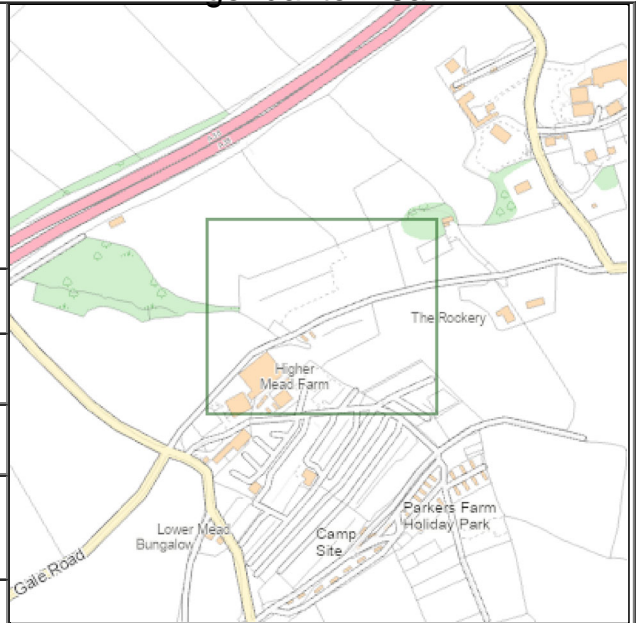 The Rockery
Higher
Mead Farm
Parkers Farm
Holiday Park
Camp
Site
Lower Mead
Bungalow
Gale Road